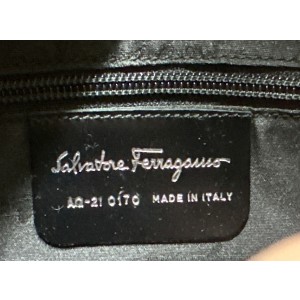 Salvatore Ferragamo
AQ-21 0170 MADE IN ITALY